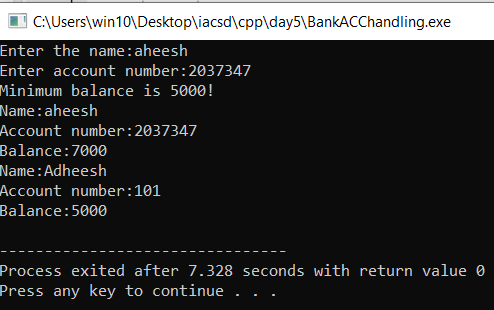 C:\Users\win10\Desktop\iacsd\cpp\day5\BankACChandling.exe
Enter the name:aheesh
Enter account number:2037347
Minimum balance is 5000!
Name:aheesh
Account number:2037347
Balance:7000
Name:Adheesh
Account number:101
Balance:5000
--------------------------------
Process exited after 7.328 seconds with return value 0
Press any key to continue . . .